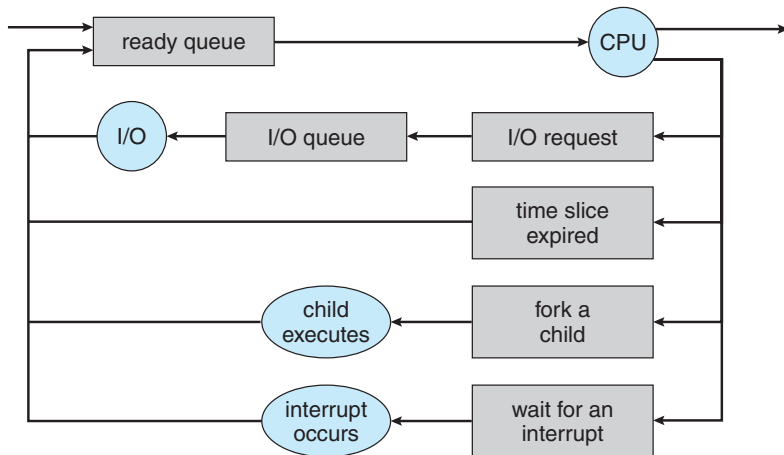 ready queue
CPU
I/O
I/O queue
I/O request
time slice
expired
child
executes
fork a
child
interrupt
occurs
wait for an
interrupt